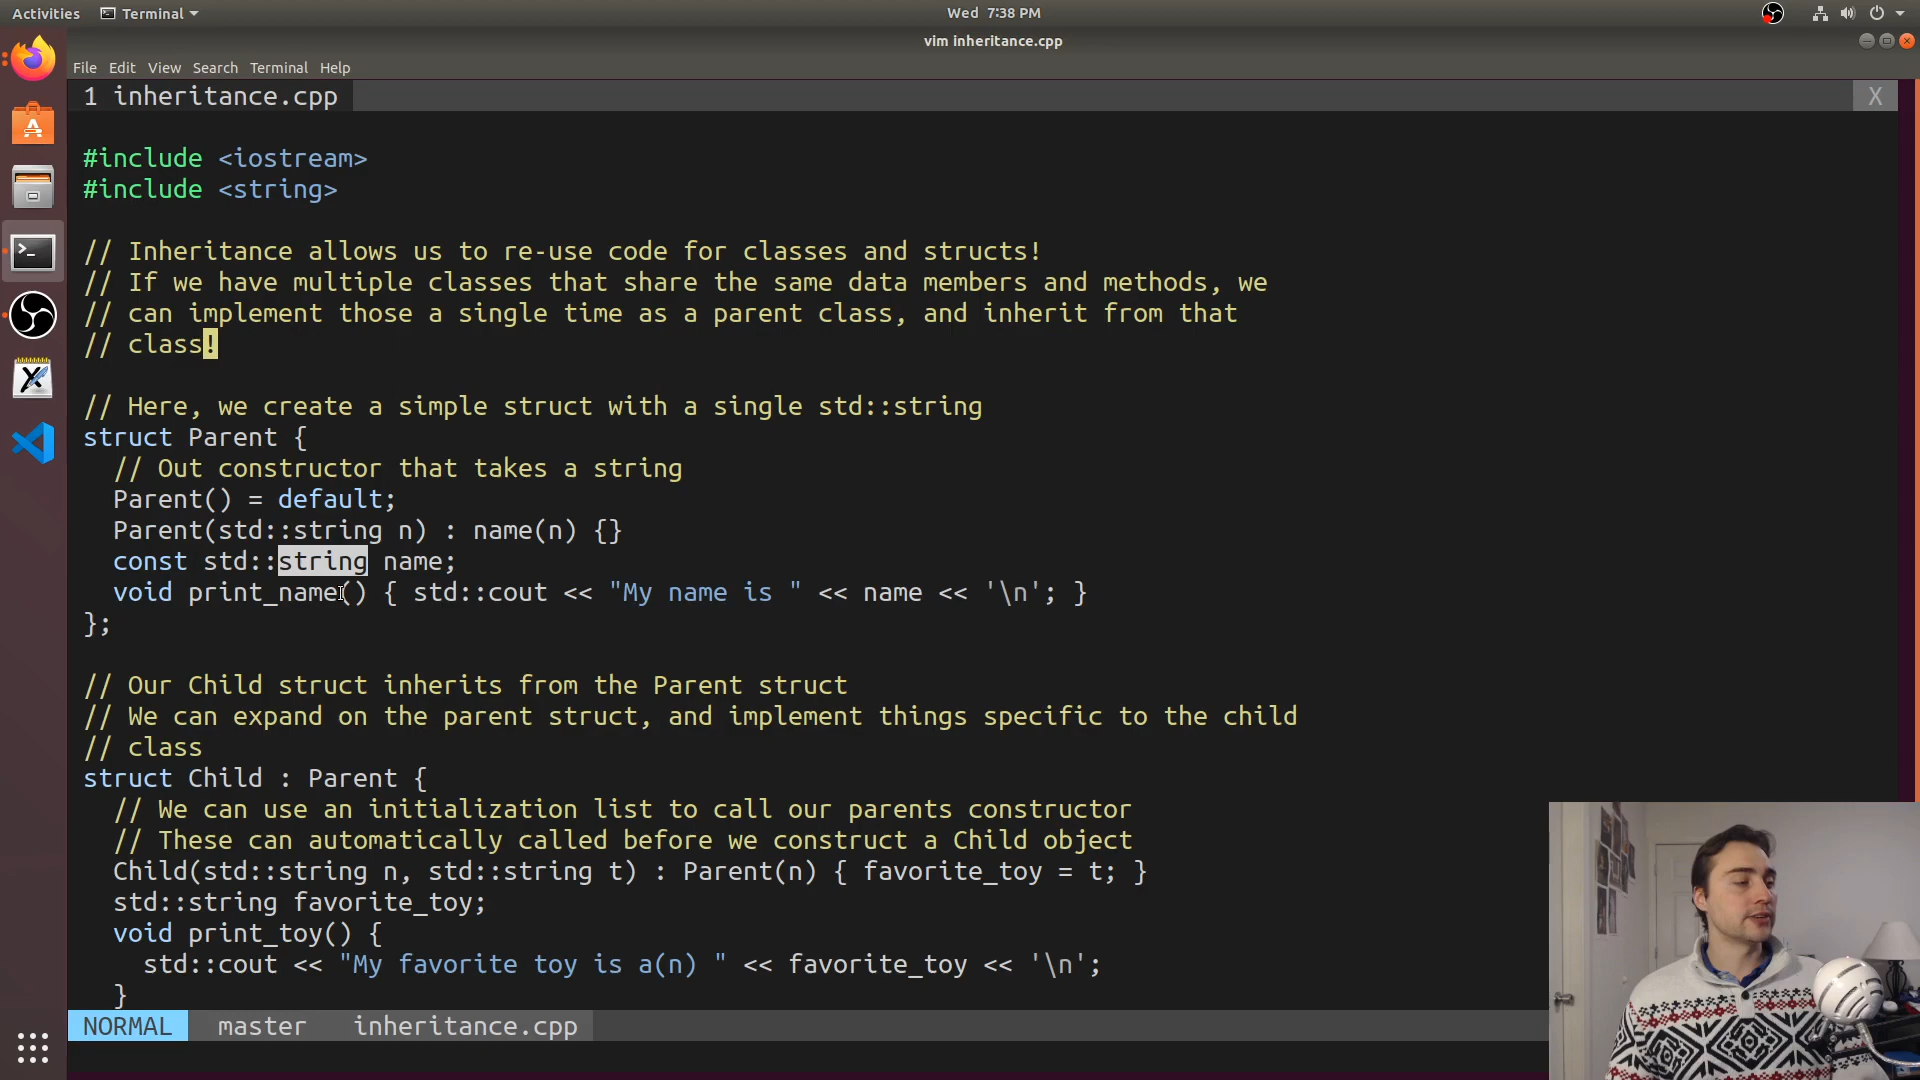 Activities
Terminal
Wed 7:38 PM
vim inheritance.cpp
File Edit View Search Terminal Help
1 inheritance.cpp
X
#include <iostream>
#include <string>
// Inheritance allows us to re-use code for classes and structs!
// If we have multiple classes that share the same data members and methods, we
// can implement those a single time as a parent class, and inherit from that
// class!
// Here, we create a simple struct with a single std::string
struct Parent {
// Out constructor that takes a string
Parent() = default;
Parent(std::string n) : name(n) {}
const std::string name;
void print_name() { std::cout << "My name is " << name << '\n'; }
};
// Our Child struct inherits from the Parent struct
// We can expand on the parent struct, and implement things specific to the child
// class
struct Child : Parent {
// We can use an initialization list to call our parents constructor
// These can automatically called before we construct a Child object
Child(std::string n, std::string t) : Parent(n) { favorite_toy = t; }
std::string favorite_toy;
void print_toy() {
std::cout << "My favorite toy is a(n) " << favorite_toy << '\n';
}
NORMAL master inheritance.cpp